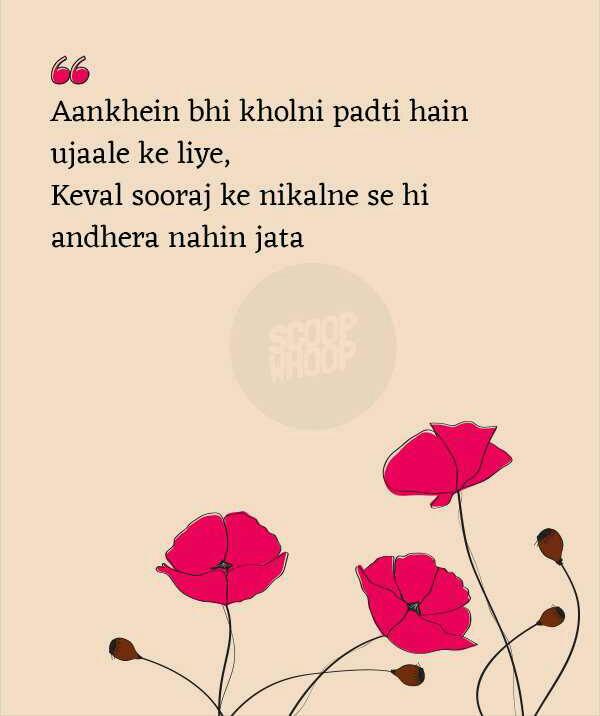 Aankhein bhi kholni padti hain
ujaale ke liye,
Keval sooraj ke nikalne se hi
andhera nahin jata
SCOOP
WHOOP